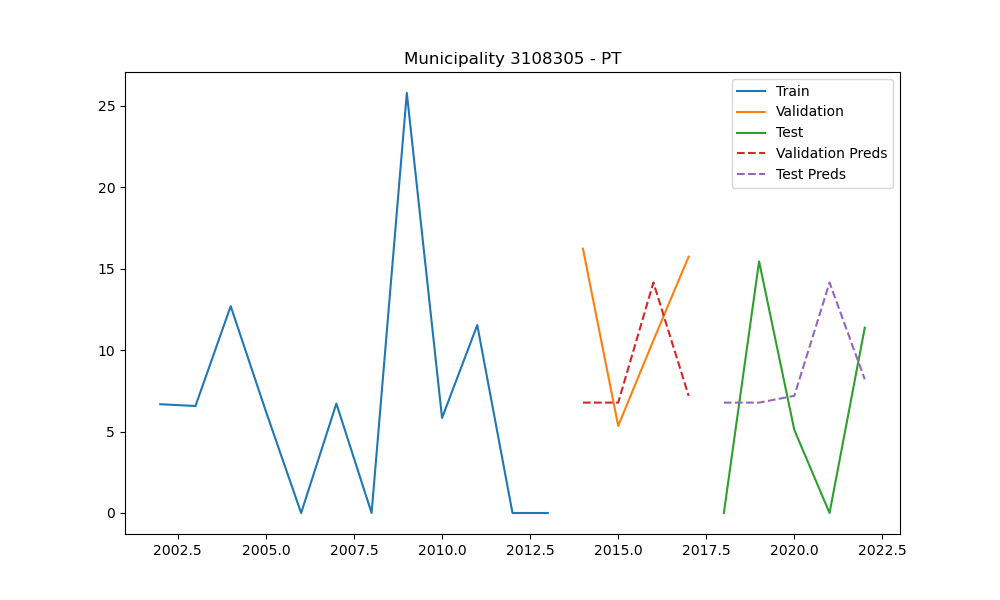 Municipality 3108305 - PT
Train
Validation
Test
Validation Preds
Test Preds
25
20
15
10
5
0
2002.5 2005.0 2007.5 2010.0 2012.5 2015.0 2017.5 2020.0 2022.5